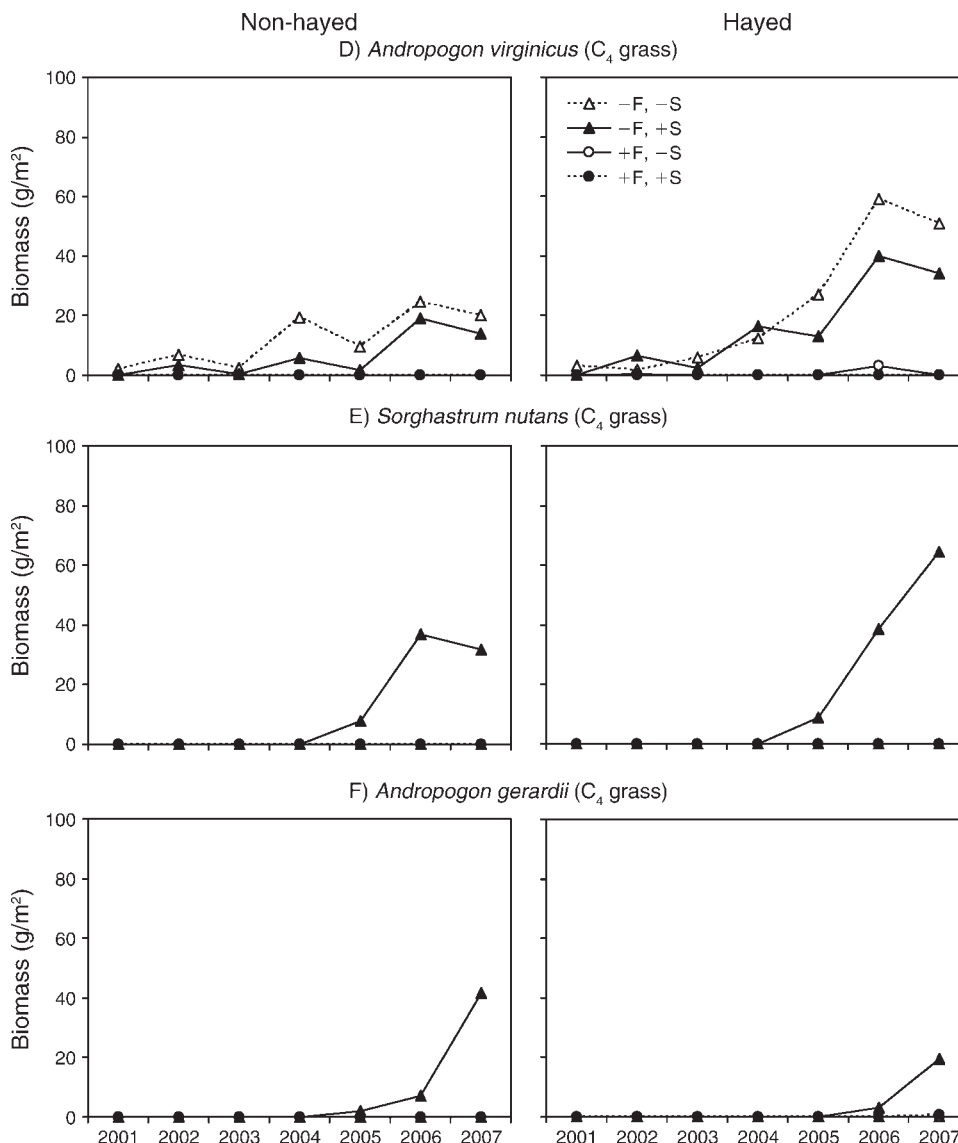 Non-hayed
Hayed
D) Andropogon virginicus (C₄ grass)
100
80
60
40
20
0
Biomass (g/m²)
−F, −S
−F, +S
+F, −S
+F, +S
E) Sorghastrum nutans (C₄ grass)
100
80
60
40
20
0
Biomass (g/m²)
F) Andropogon gerardii (C₄ grass)
100
80
60
40
20
0
Biomass (g/m²)
2001 2002 2003 2004 2005 2006 2007
2001 2002 2003 2004 2005 2006 2007